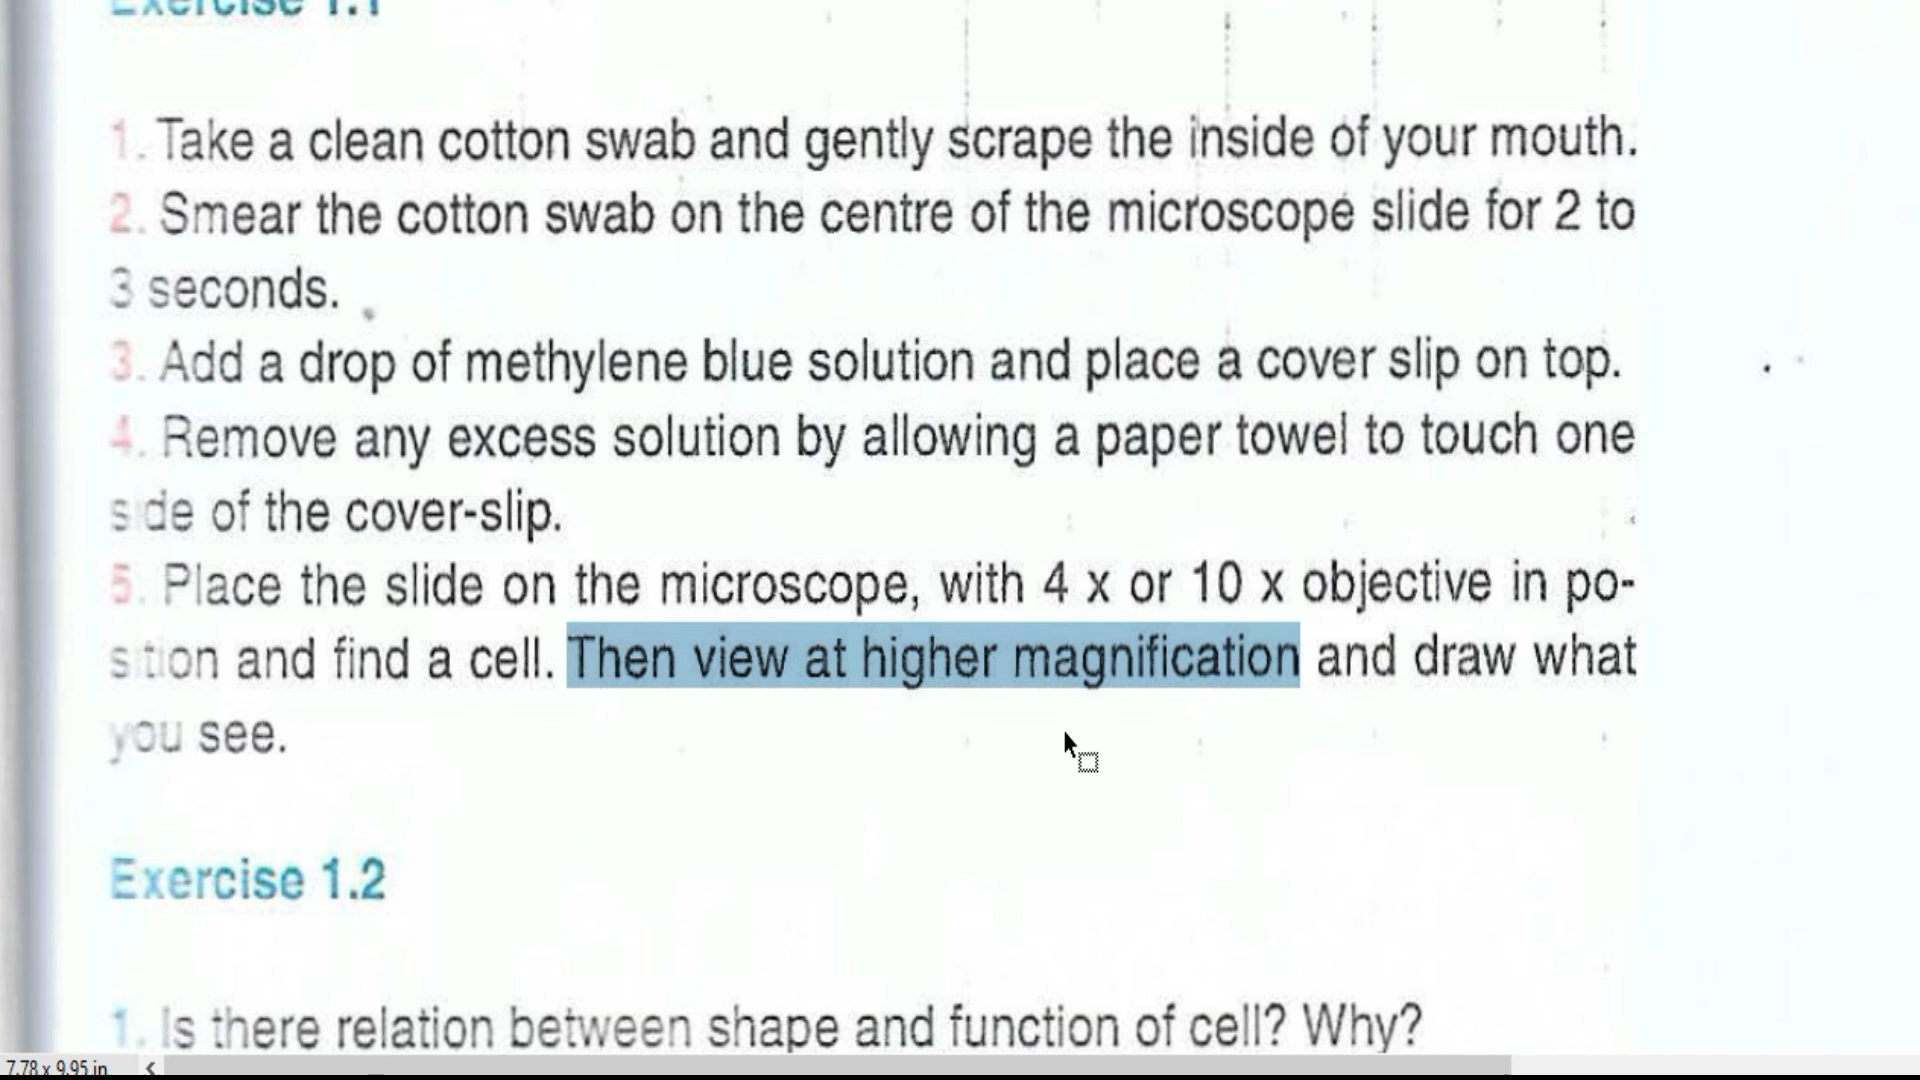 Exercise 1.1
1. Take a clean cotton swab and gently scrape the inside of your mouth.
2. Smear the cotton swab on the centre of the microscope slide for 2 to
3 seconds.
3. Add a drop of methylene blue solution and place a cover slip on top.
4. Remove any excess solution by allowing a paper towel to touch one
side of the cover-slip.
5. Place the slide on the microscope, with 4 x or 10 x objective in po-
sition and find a cell. Then view at higher magnification and draw what
you see.
Exercise 1.2
1. Is there relation between shape and function of cell? Why?
7.78 x 9.95 in